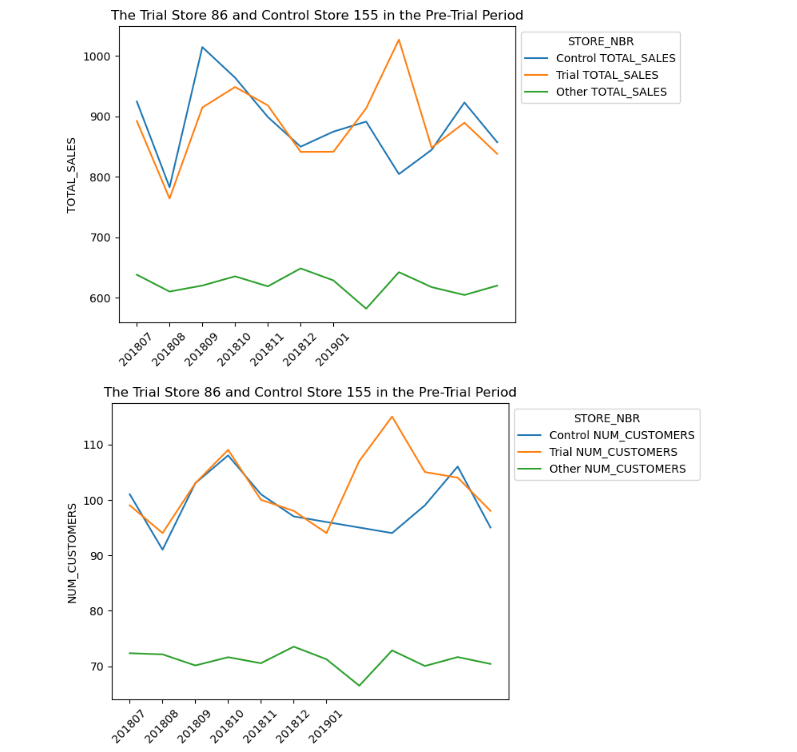 The Trial Store 86 and Control Store 155 in the Pre-Trial Period
STORE_NBR
Control TOTAL_SALES
Trial TOTAL_SALES
Other TOTAL_SALES
1000
900
800
700
600
TOTAL_SALES
201807
201808
201809
201810
201811
201812
201901
The Trial Store 86 and Control Store 155 in the Pre-Trial Period
STORE_NBR
Control NUM_CUSTOMERS
Trial NUM_CUSTOMERS
Other NUM_CUSTOMERS
110
100
90
80
70
NUM_CUSTOMERS
201807
201808
201809
201810
201811
201812
201901